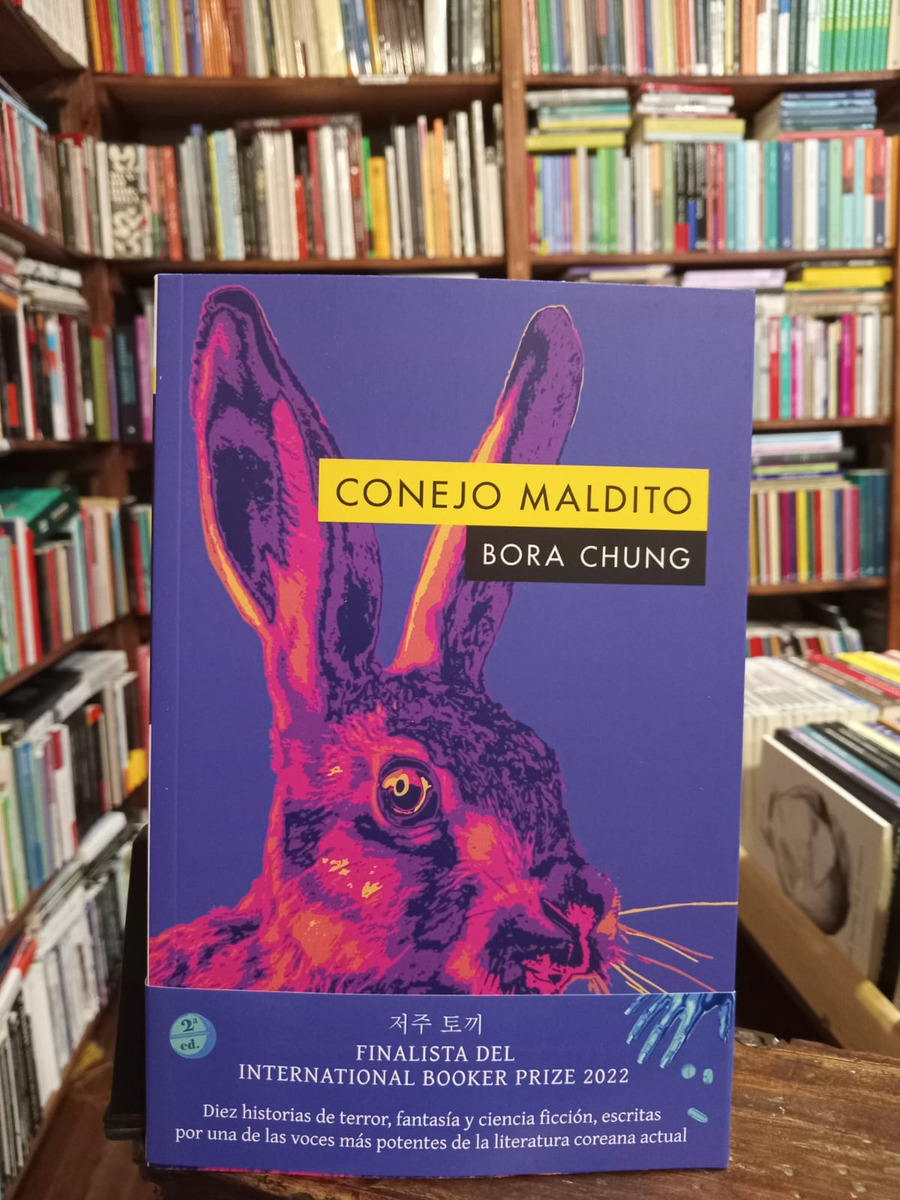 CONEJO MALDITO
BORA CHUNG
2ª
ed.
저주 토끼
FINALISTA DEL
INTERNATIONAL BOOKER PRIZE 2022
Diez historias de terror, fantasía y ciencia ficción, escritas
por una de las voces más potentes de la literatura coreana actual